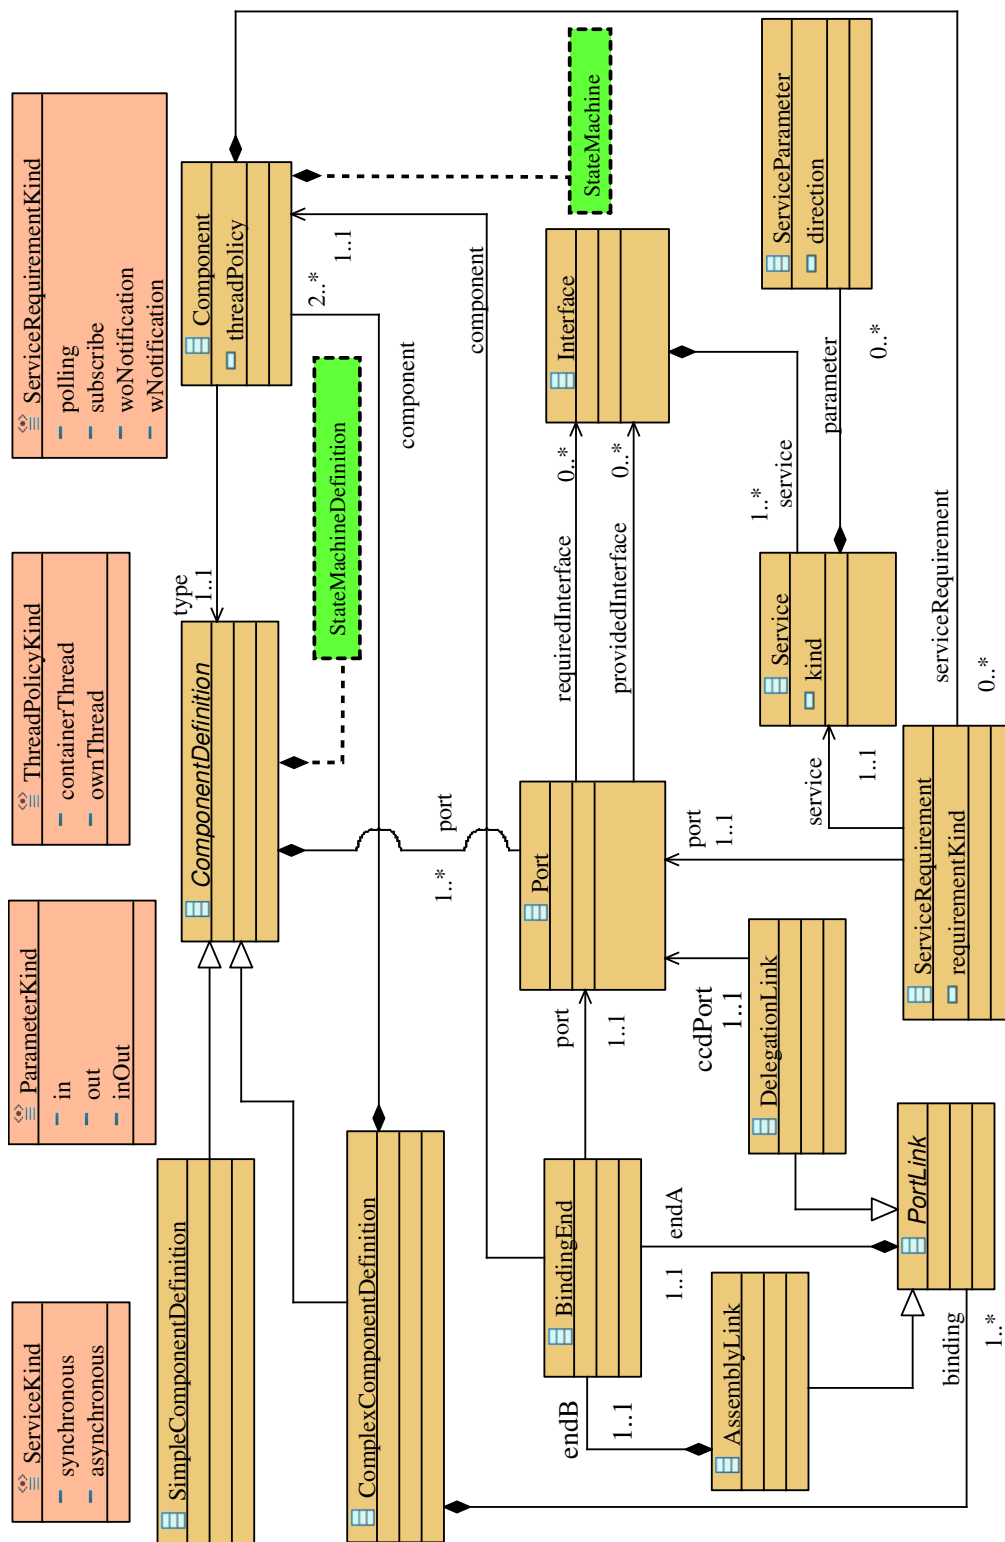 ServiceKind
synchronous
asynchronous
ParameterKind
in
out
inOut
ThreadPolicyKind
containerThread
ownThread
ServiceRequirementKind
polling
subscribe
woNotification
wNotification
SimpleComponentDefinition
ComponentDefinition
type
1..1
Component
threadPolicy
ComplexComponentDefinition
StateMachineDefinition
2..*
1..1
component
component
1..*
port
StateMachine
endB
1..1
BindingEnd
port
1..1
Port
requiredInterface
0..*
providedInterface
0..*
Interface
endA
1..1
ccdPort
1..1
port
1..1
AssemblyLink
DelegationLink
service
1..1
Service
kind
1..*
service
parameter
0..*
ServiceParameter
direction
binding
1..*
PortLink
ServiceRequirement
requirementKind
serviceRequirement
0..*